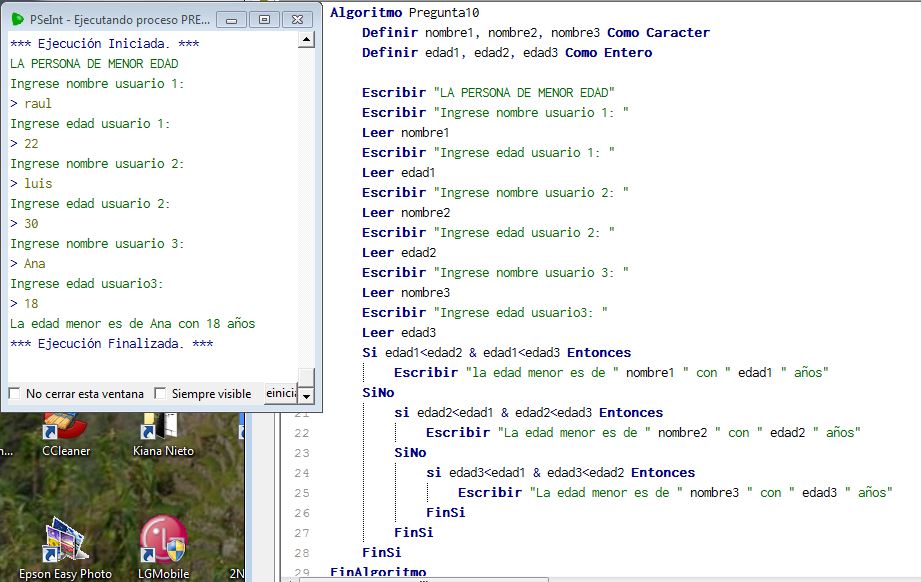 PSeInt - Ejecutando proceso PRE...
*** Ejecución Iniciada. ***
LA PERSONA DE MENOR EDAD
Ingrese nombre usuario 1:
> raul
Ingrese edad usuario 1:
> 22
Ingrese nombre usuario 2:
> luis
Ingrese edad usuario 2:
> 30
Ingrese nombre usuario 3:
> Ana
Ingrese edad usuario3:
> 18
La edad menor es de Ana con 18 años
*** Ejecución Finalizada. ***
No cerrar esta ventana Siempre visible
CCleaner
Kiana Nieto
Epson Easy Photo
LGMobile
2N
Algoritmo Pregunta10
Definir nombre1, nombre2, nombre3 Como Caracter
Definir edad1, edad2, edad3 Como Entero
Escribir "LA PERSONA DE MENOR EDAD"
Escribir "Ingrese nombre usuario 1: "
Leer nombre1
Escribir "Ingrese edad usuario 1: "
Leer edad1
Escribir "Ingrese nombre usuario 2: "
Leer nombre2
Escribir "Ingrese edad usuario 2: "
Leer edad2
Escribir "Ingrese nombre usuario 3: "
Leer nombre3
Escribir "Ingrese edad usuario3: "
Leer edad3
Si edad1<edad2 & edad1<edad3 Entonces
Escribir "la edad menor es de " nombre1 " con " edad1 " años"
SiNo
21 si edad2<edad1 & edad2<edad3 Entonces
22 Escribir "La edad menor es de " nombre2 " con " edad2 " años"
23 SiNo
24 si edad3<edad1 & edad3<edad2 Entonces
25 Escribir "La edad menor es de " nombre3 " con " edad3 " años"
26 FinSi
27 FinSi
28 FinSi
29 FinAlgoritmo